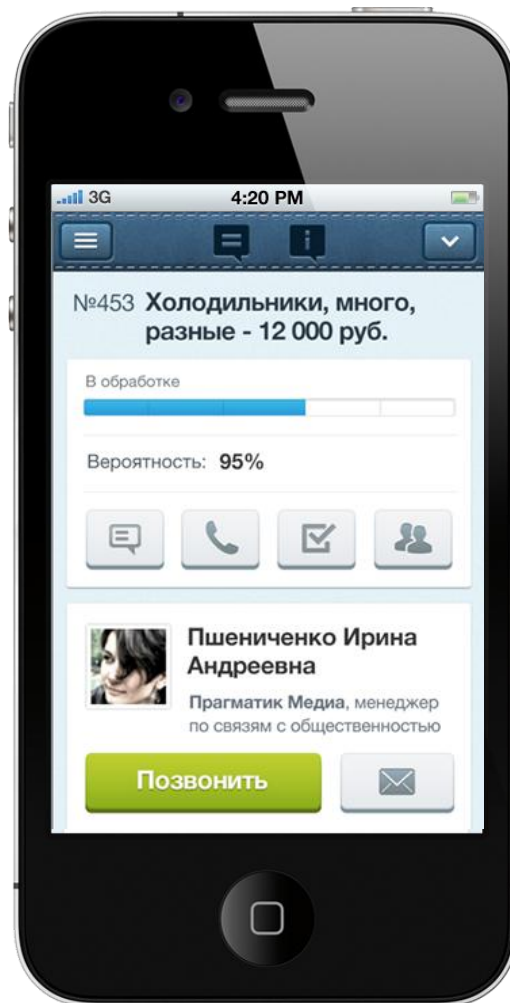 3G 4:20 PM
№453 Холодильники, много,
разные - 12 000 руб.
В обработке
Вероятность: 95%
Пшениченко Ирина
Андреевна
Прагматик Медиа, менеджер
по связям с общественностью
Позвонить